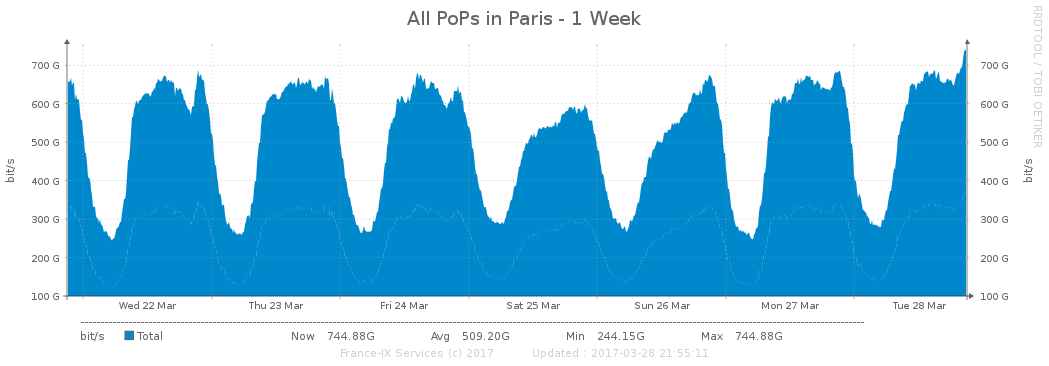 All PoPs in Paris - 1 Week
RRDTOOL / TOBI OETIKER
bit/s
700 G
600 G
500 G
400 G
300 G
200 G
100 G
700 G
600 G
500 G
400 G
300 G
200 G
100 G
bit/s
Wed 22 Mar Thu 23 Mar Fri 24 Mar Sat 25 Mar Sun 26 Mar Mon 27 Mar Tue 28 Mar
bit/s Total Now 744.88G Avg 509.20G Min 244.15G Max 744.88G
France-IX Services (c) 2017 Updated : 2017-03-28 21:55:11